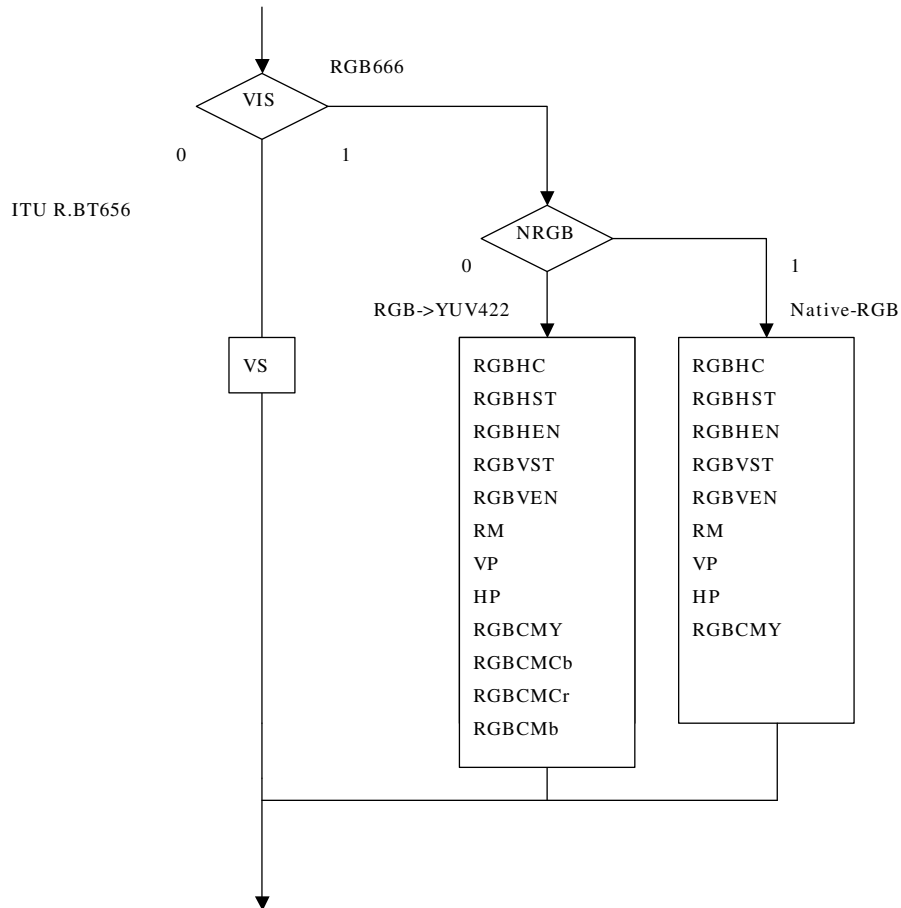 RGB666
VIS
0
1
ITU R.BT656
NRGB
0
1
RGB->YUV422
Native-RGB
VS
RGBHC
RGBHST
RGBHEN
RGBVST
RGBVEN
RM
VP
HP
RGBCMY
RGBCMCb
RGBCMCr
RGBCMb
RGBHC
RGBHST
RGBHEN
RGBVST
RGBVEN
RM
VP
HP
RGBCMY